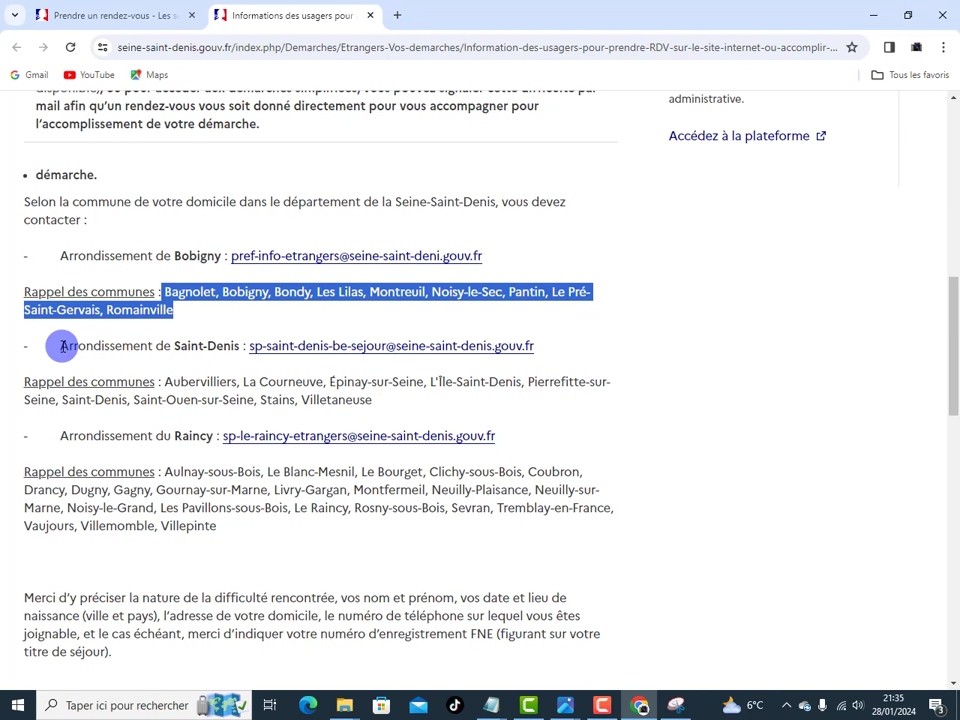 Prendre un rendez-vous - Les s
Informations des usagers pour
seine-saint-denis.gouv.fr/index.php/Demarches/Etrangers-Vos-demarches/Information-des-usagers-pour-prendre-RDV-sur-le-site-internet-ou-accomplir-...
Gmail
YouTube
Maps
Tous les favoris
mail afin qu'un rendez-vous vous soit donné directement pour vous accompagner pour
l'accomplissement de votre démarche.
administrative.
Accédez à la plateforme
• démarche.
Selon la commune de votre domicile dans le département de la Seine-Saint-Denis, vous devez
contacter :
- Arrondissement de Bobigny : pref-info-etrangers@seine-saint-deni.gouv.fr
Rappel des communes : Bagnolet, Bobigny, Bondy, Les Lilas, Montreuil, Noisy-le-Sec, Pantin, Le Pré-
Saint-Gervais, Romainville
- Arrondissement de Saint-Denis : sp-saint-denis-be-sejour@seine-saint-denis.gouv.fr
Rappel des communes : Aubervilliers, La Courneuve, Épinay-sur-Seine, L'Île-Saint-Denis, Pierrefitte-sur-
Seine, Saint-Denis, Saint-Ouen-sur-Seine, Stains, Villetaneuse
- Arrondissement du Raincy : sp-le-raincy-etrangers@seine-saint-denis.gouv.fr
Rappel des communes : Aulnay-sous-Bois, Le Blanc-Mesnil, Le Bourget, Clichy-sous-Bois, Coubron,
Drancy, Dugny, Gagny, Gournay-sur-Marne, Livry-Gargan, Montfermeil, Neuilly-Plaisance, Neuilly-sur-
Marne, Noisy-le-Grand, Les Pavillons-sous-Bois, Le Raincy, Rosny-sous-Bois, Sevran, Tremblay-en-France,
Vaujours, Villemomble, Villepinte
Merci d'y préciser la nature de la difficulté rencontrée, vos nom et prénom, vos date et lieu de
naissance (ville et pays), l'adresse de votre domicile, le numéro de téléphone sur lequel vous êtes
joignable, et le cas échéant, merci d'indiquer votre numéro d'enregistrement FNE (figurant sur votre
titre de séjour).
Taper ici pour rechercher
6°C
21:35
28/01/2024
3